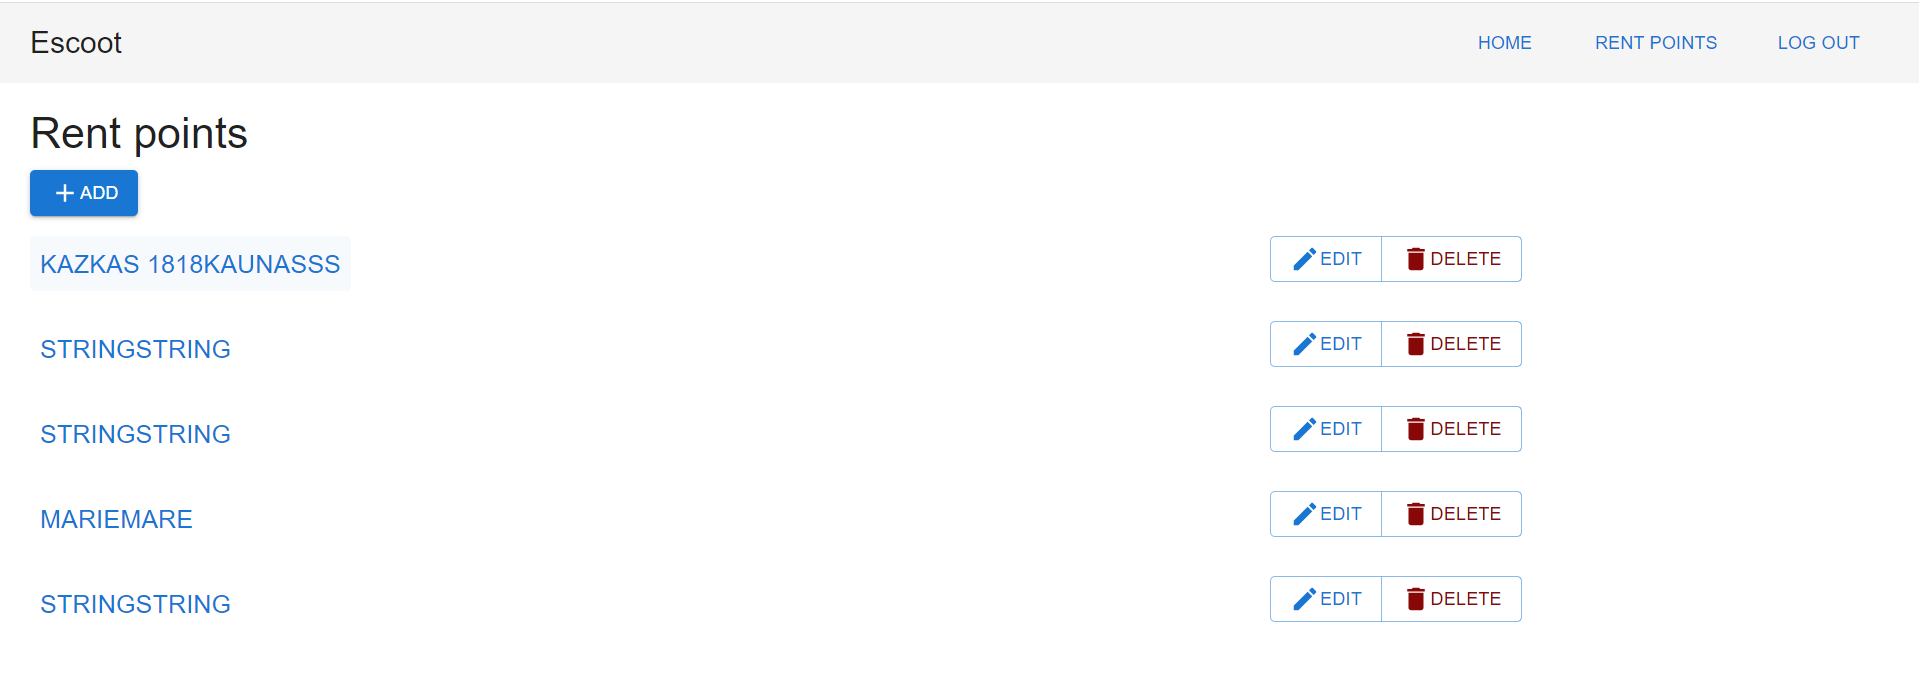 Escoot HOME RENT POINTS LOG OUT
Rent points
ADD
KAZKAS 1818KAUNASSS EDIT DELETE
STRINGSTRING EDIT DELETE
STRINGSTRING EDIT DELETE
MARIEMARE EDIT DELETE
STRINGSTRING EDIT DELETE